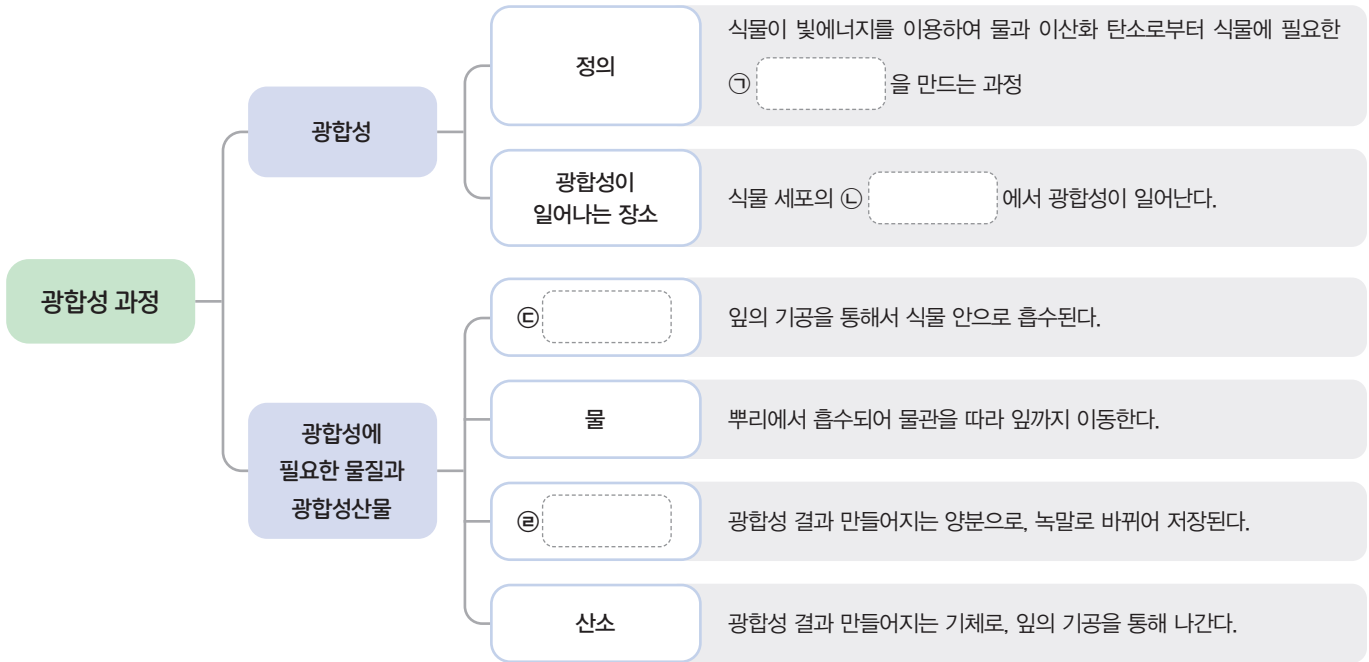 광합성 과정
광합성
정의
식물이 빛에너지를 이용하여 물과 이산화 탄소로부터 식물에 필요한
㉠ 을 만드는 과정
광합성이
일어나는 장소
식물 세포의 ㉡ 에서 광합성이 일어난다.
광합성에
필요한 물질과
광합성산물
㉢
잎의 기공을 통해서 식물 안으로 흡수된다.
물
뿌리에서 흡수되어 물관을 따라 잎까지 이동한다.
㉣
광합성 결과 만들어지는 양분으로, 녹말로 바뀌어 저장된다.
산소
광합성 결과 만들어지는 기체로, 잎의 기공을 통해 나간다.